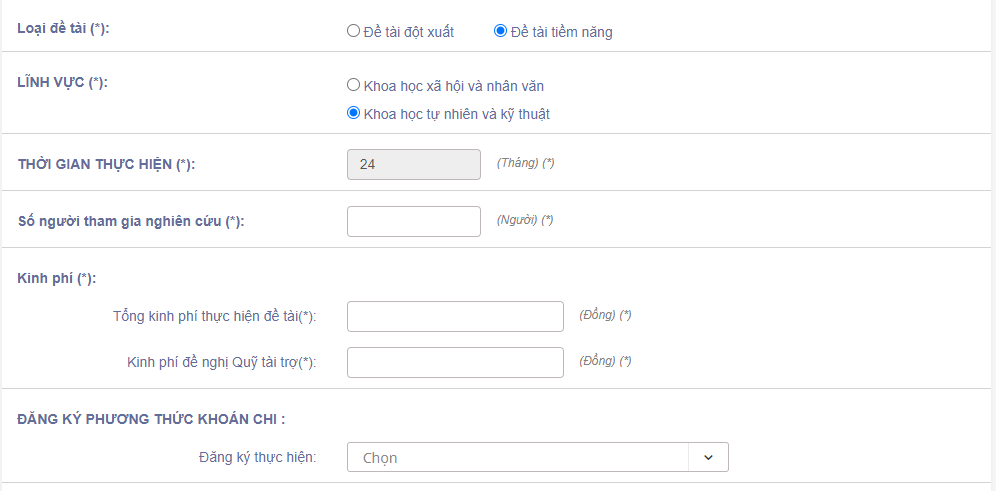 Loại đề tài (*):
Đề tài đột xuất
Đề tài tiềm năng
LĨNH VỰC (*):
Khoa học xã hội và nhân văn
Khoa học tự nhiên và kỹ thuật
THỜI GIAN THỰC HIỆN (*):
24
(Tháng) (*)
Số người tham gia nghiên cứu (*):
(Người) (*)
Kinh phí (*):
Tổng kinh phí thực hiện đề tài(*):
(Đồng) (*)
Kinh phí đề nghị Quỹ tài trợ(*):
(Đồng) (*)
ĐĂNG KÝ PHƯƠNG THỨC KHOÁN CHI :
Đăng ký thực hiện:
Chọn